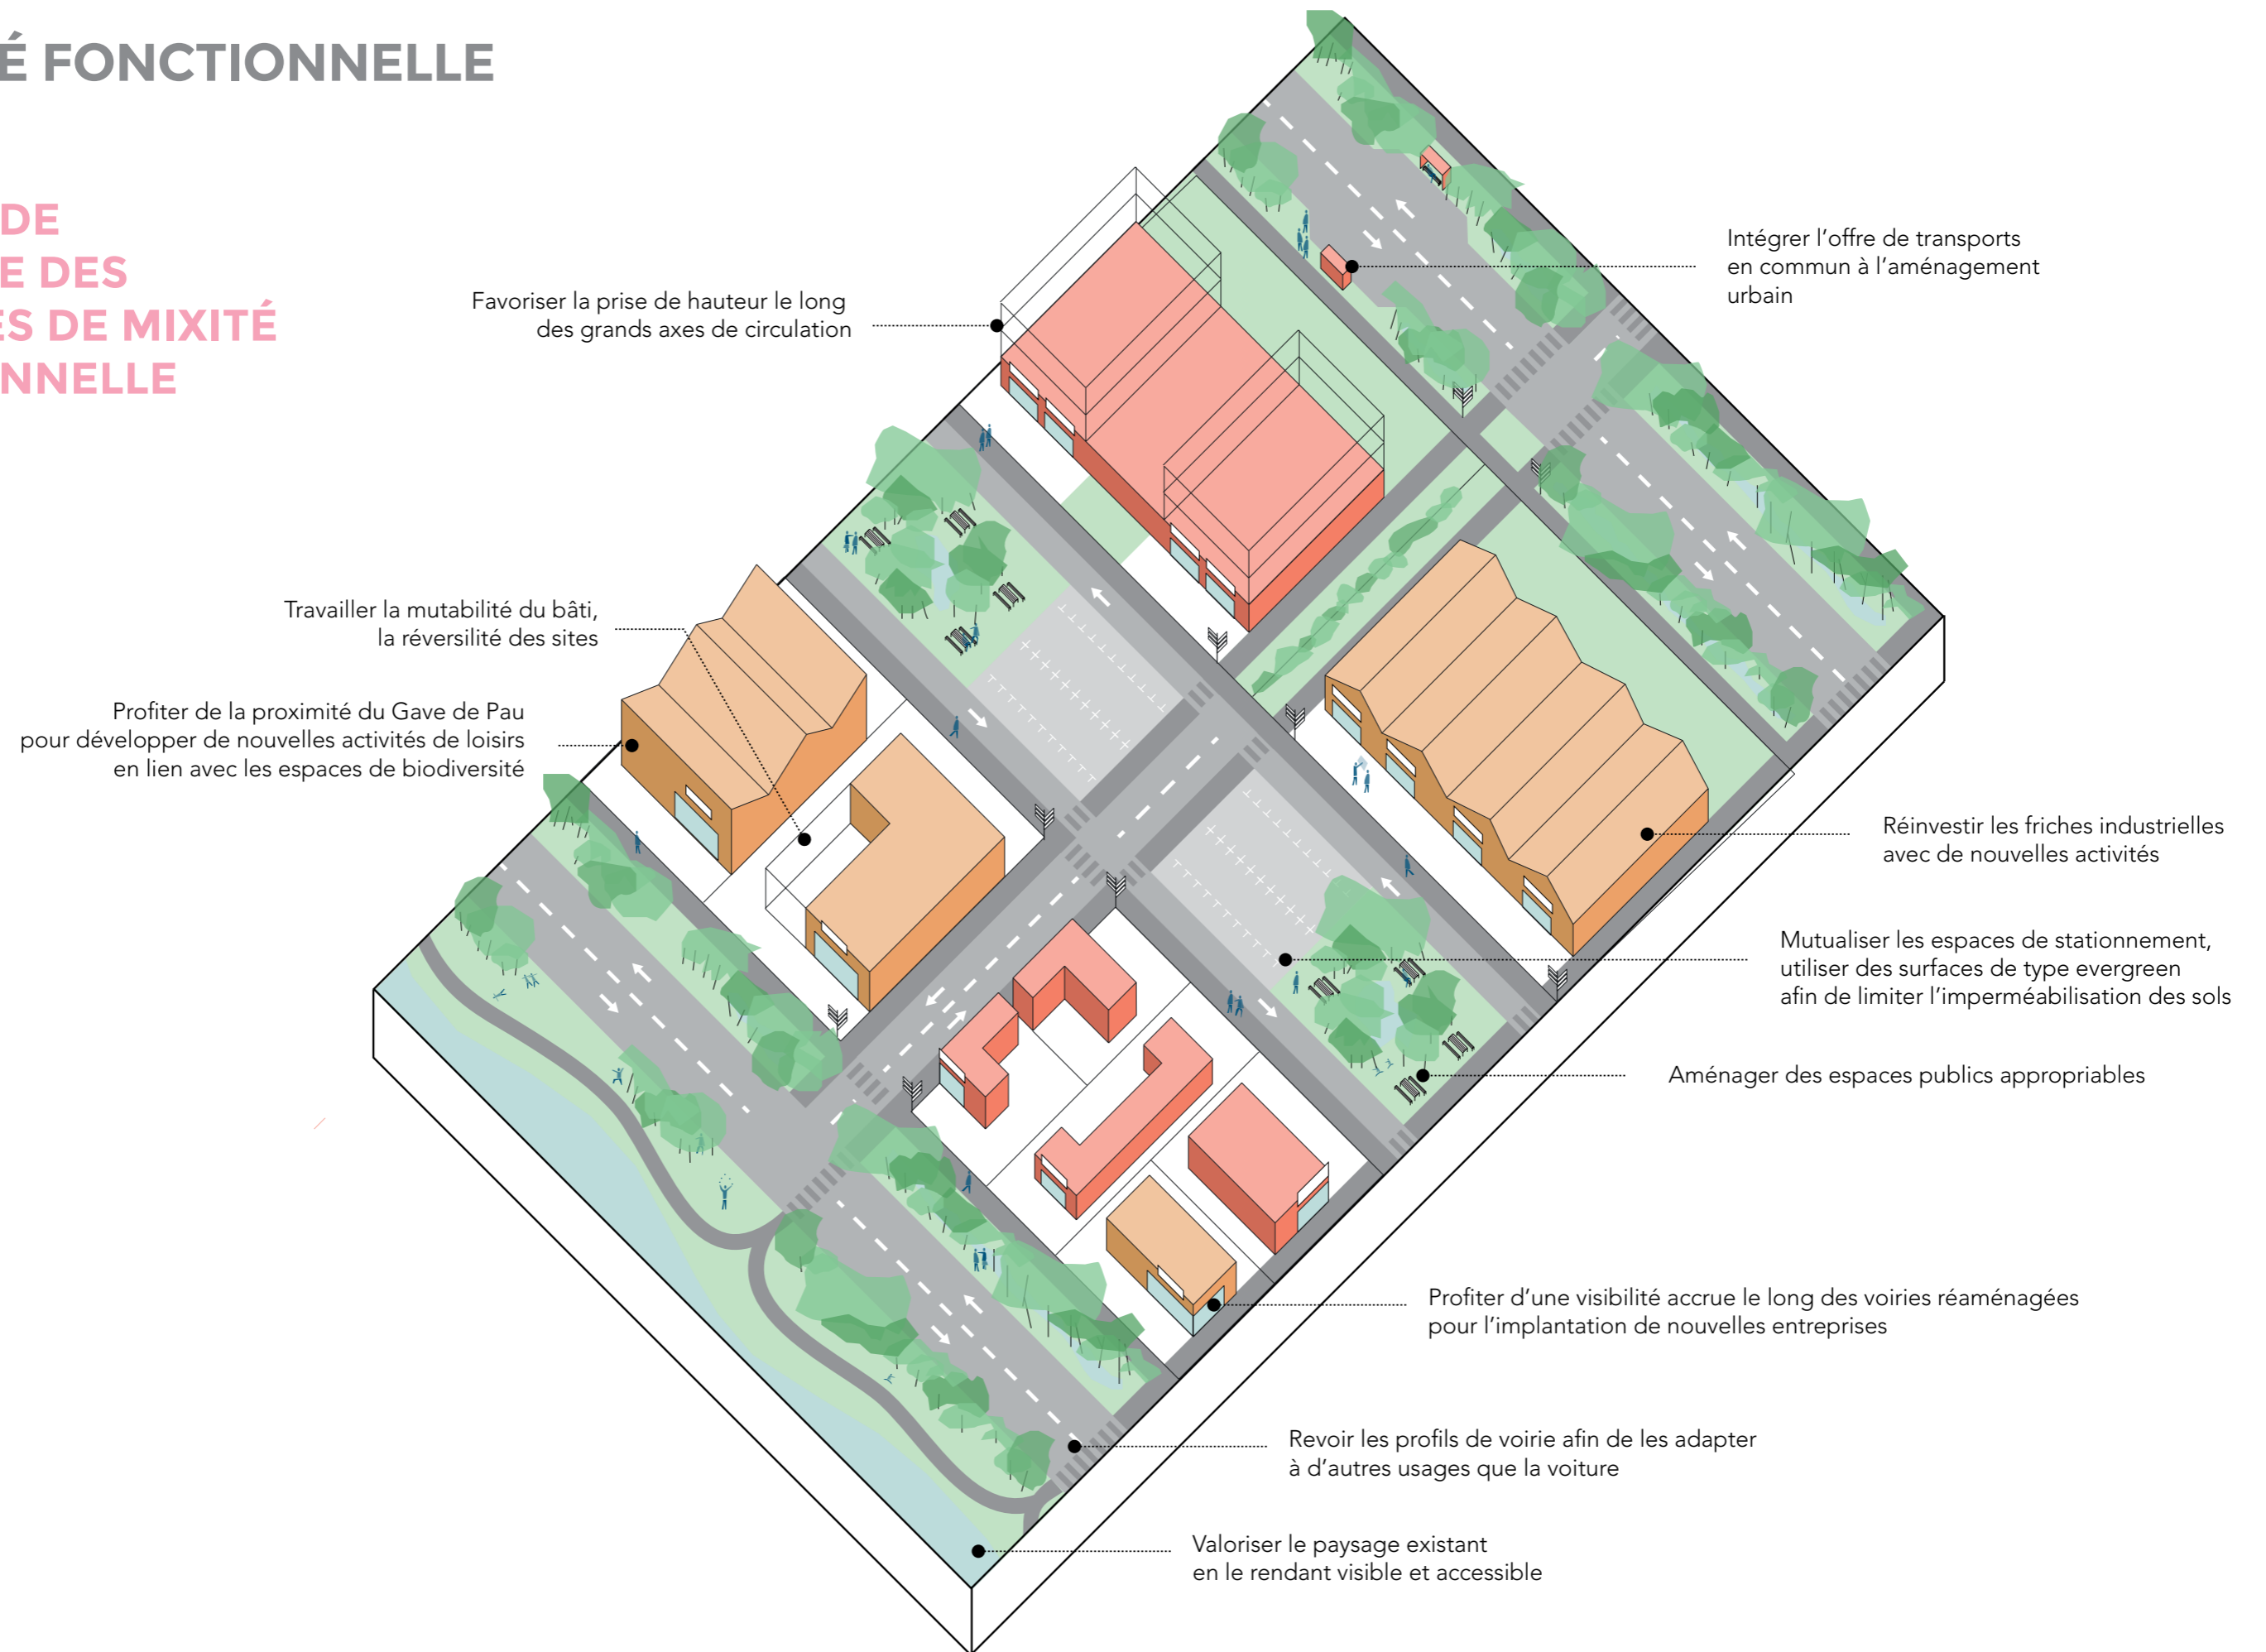 É FONCTIONNELLE
DE
E DES
ES DE MIXITÉ
NNELLE
Favoriser la prise de hauteur le long
des grands axes de circulation
Intégrer l'offre de transports
en commun à l'aménagement
urbain
Travailler la mutabilité du bâti,
la réversilité des sites
Profiter de la proximité du Gave de Pau
pour développer de nouvelles activités de loisirs
en lien avec les espaces de biodiversité
Réinvestir les friches industrielles
avec de nouvelles activités
Mutualiser les espaces de stationnement,
utiliser des surfaces de type evergreen
afin de limiter l'imperméabilisation des sols
Aménager des espaces publics appropriables
Profiter d'une visibilité accrue le long des voiries réaménagées
pour l'implantation de nouvelles entreprises
Revoir les profils de voirie afin de les adapter
à d'autres usages que la voiture
Valoriser le paysage existant
en le rendant visible et accessible